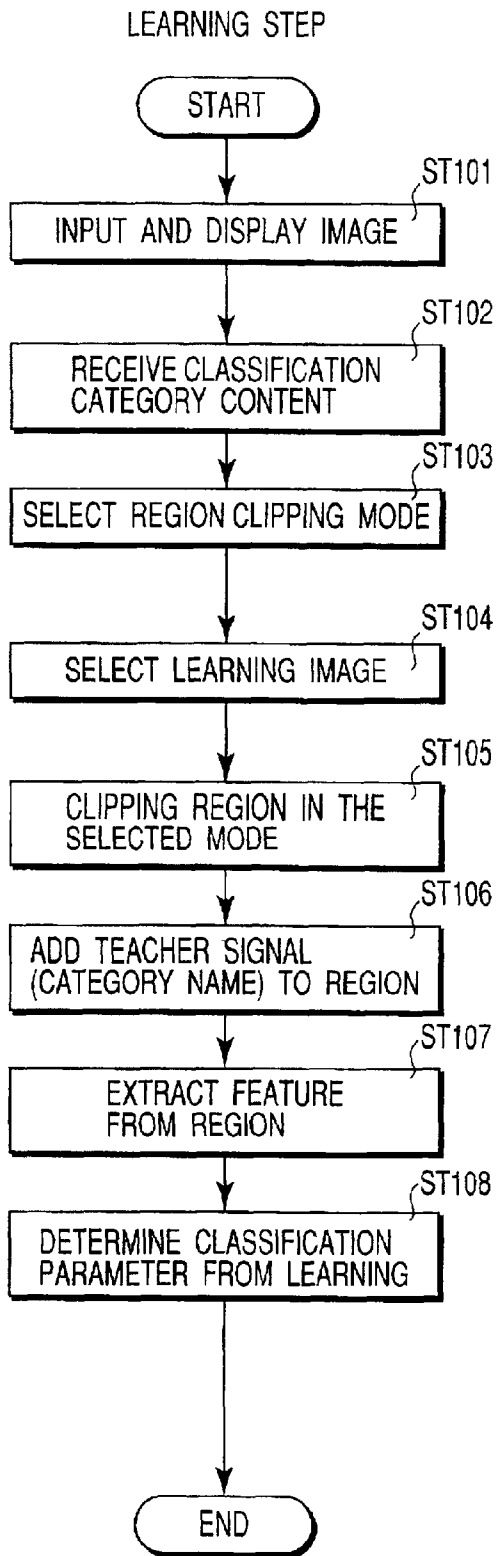 LEARNING STEP
START
ST101
INPUT AND DISPLAY IMAGE
ST102
RECEIVE CLASSIFICATION
CATEGORY CONTENT
ST103
SELECT REGION CLIPPING MODE
ST104
SELECT LEARNING IMAGE
ST105
CLIPPING REGION IN THE
SELECTED MODE
ST106
ADD TEACHER SIGNAL
(CATEGORY NAME) TO REGION
ST107
EXTRACT FEATURE
FROM REGION
ST108
DETERMINE CLASSIFICATION
PARAMETER FROM LEARNING
END